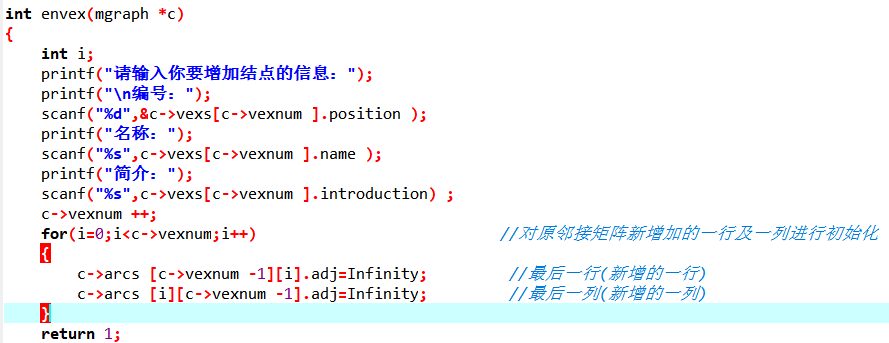 int envex(mgraph *c)
{
    int i;
    printf("请输入你要增加结点的信息：");
    printf("\n编号：");
    scanf("%d",&c->vexs[c->vexnum ].position );
    printf("名称：");
    scanf("%s",c->vexs[c->vexnum ].name );
    printf("简介：");
    scanf("%s",c->vexs[c->vexnum ].introduction) ;
    c->vexnum ++;
    for(i=0;i<c->vexnum;i++)                           //对原邻接矩阵新增加的一行及一列进行初始化
    {
        c->arcs [c->vexnum -1][i].adj=Infinity;         //最后一行(新增的一行)
        c->arcs [i][c->vexnum -1].adj=Infinity;         //最后一列(新增的一列)
    }
    return 1;